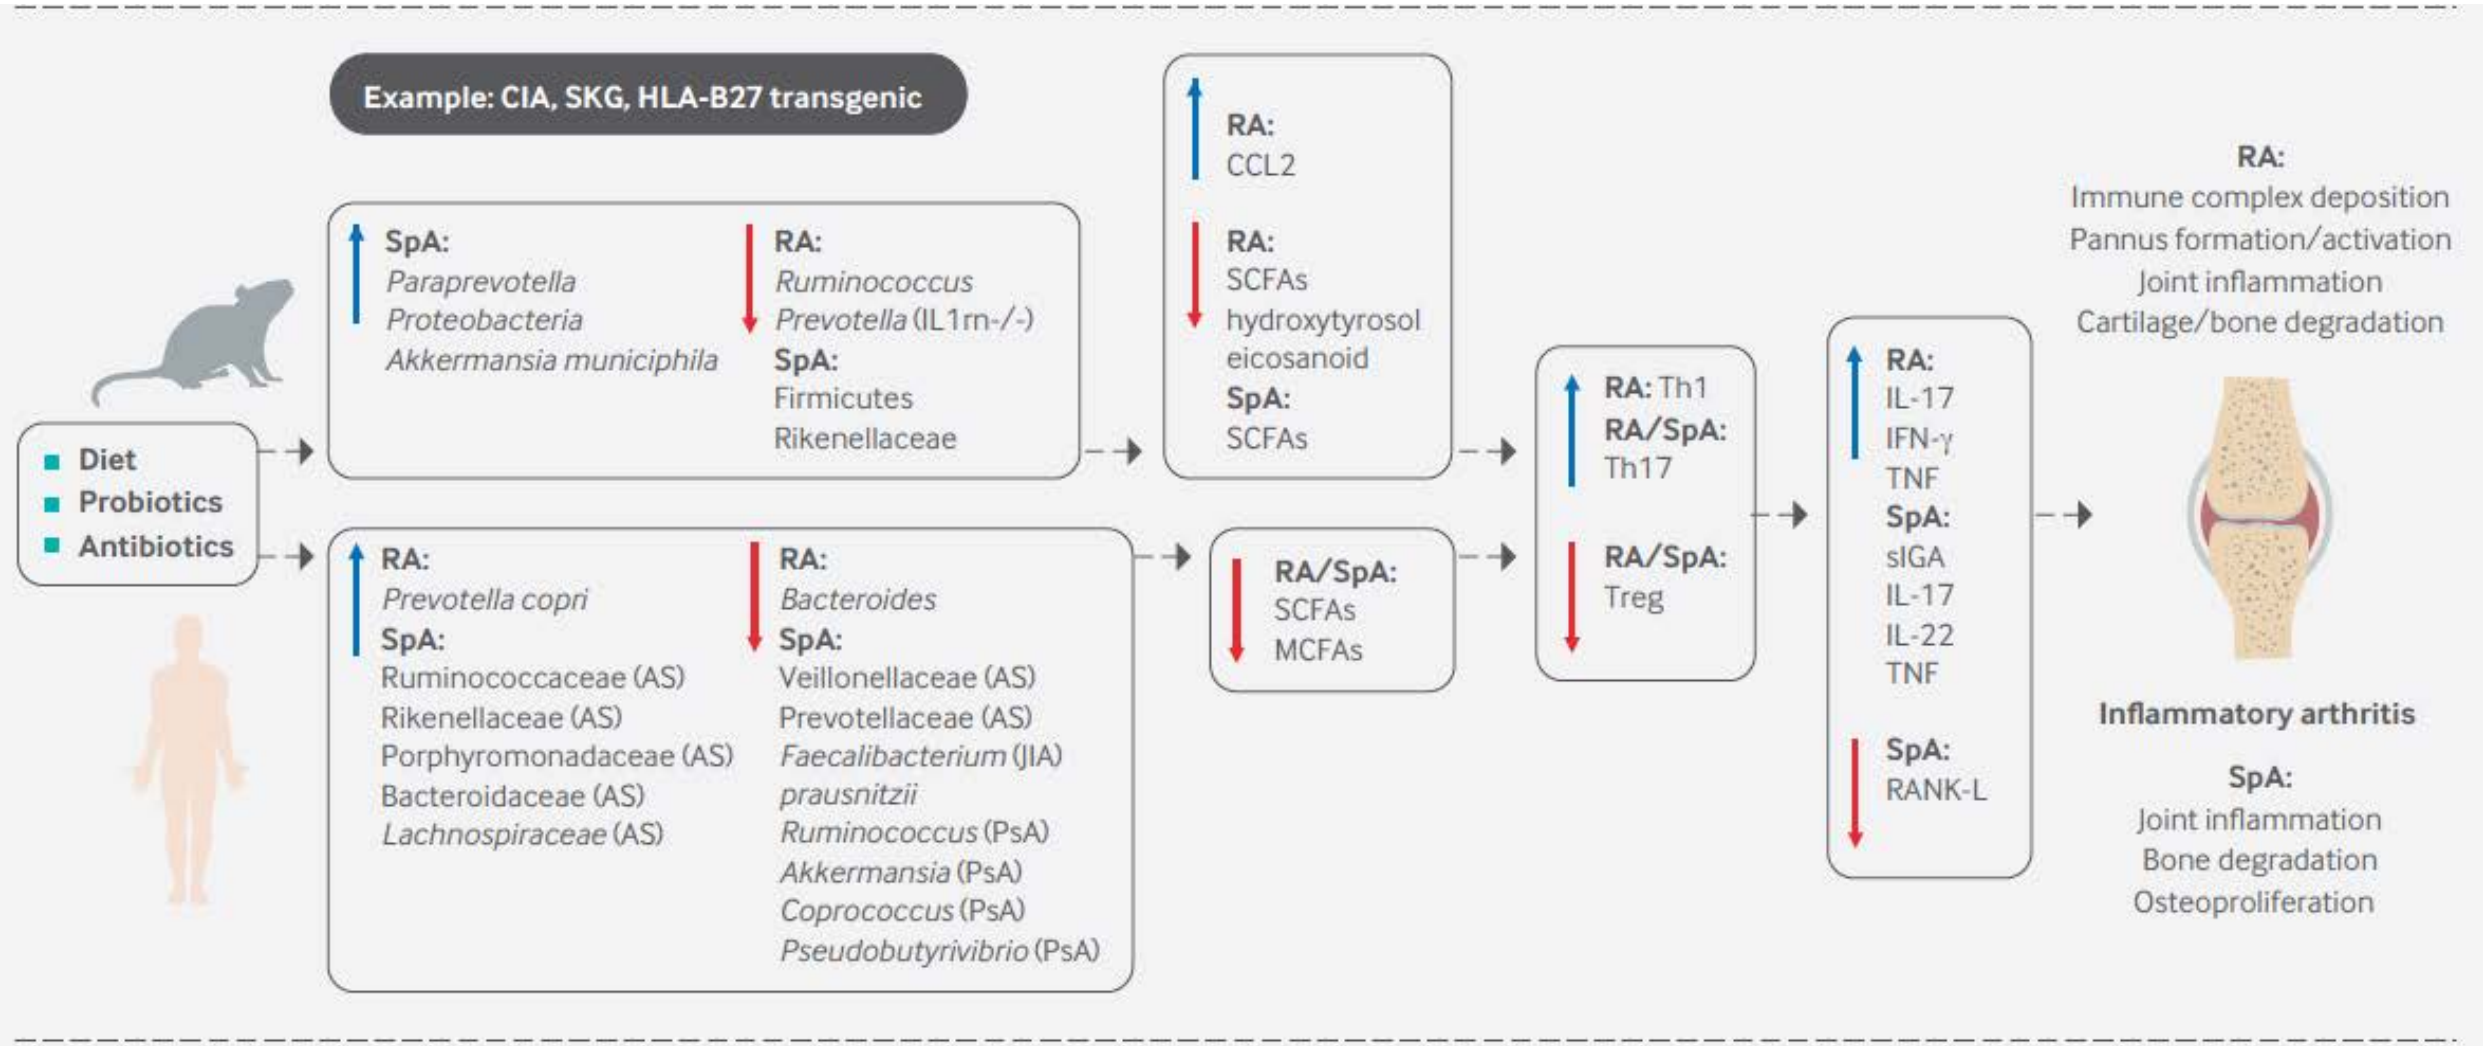 Example: CIA, SKG, HLA-B27 transgenic
Diet
Probiotics
Antibiotics
SpA:
Paraprevotella
Proteobacteria
Akkermansia municiphila
RA:
Ruminococcus
Prevotella (IL1rn-/-)
SpA:
Firmicutes
Rikenellaceae
RA:
Prevotella copri
SpA:
Ruminococcaceae (AS)
Rikenellaceae (AS)
Porphyromonadaceae (AS)
Bacteroidaceae (AS)
Lachnospiraceae (AS)
RA:
Bacteroides
SpA:
Veillonellaceae (AS)
Prevotellaceae (AS)
Faecalibacterium (JIA)
prausnitzii
Ruminococcus (PsA)
Akkermansia (PsA)
Coprococcus (PsA)
Pseudobutyrivibrio (PsA)
RA:
CCL2
RA:
SCFAs
hydroxytyrosol
eicosanoid
SpA:
SCFAs
RA/SpA:
SCFAs
MCFAs
RA: Th1
RA/SpA:
Th17
RA/SpA:
Treg
RA:
IL-17
IFN-γ
TNF
SpA:
sIGA
IL-17
IL-22
TNF
SpA:
RANK-L
RA:
Immune complex deposition
Pannus formation/activation
Joint inflammation
Cartilage/bone degradation
Inflammatory arthritis
SpA:
Joint inflammation
Bone degradation
Osteoproliferation